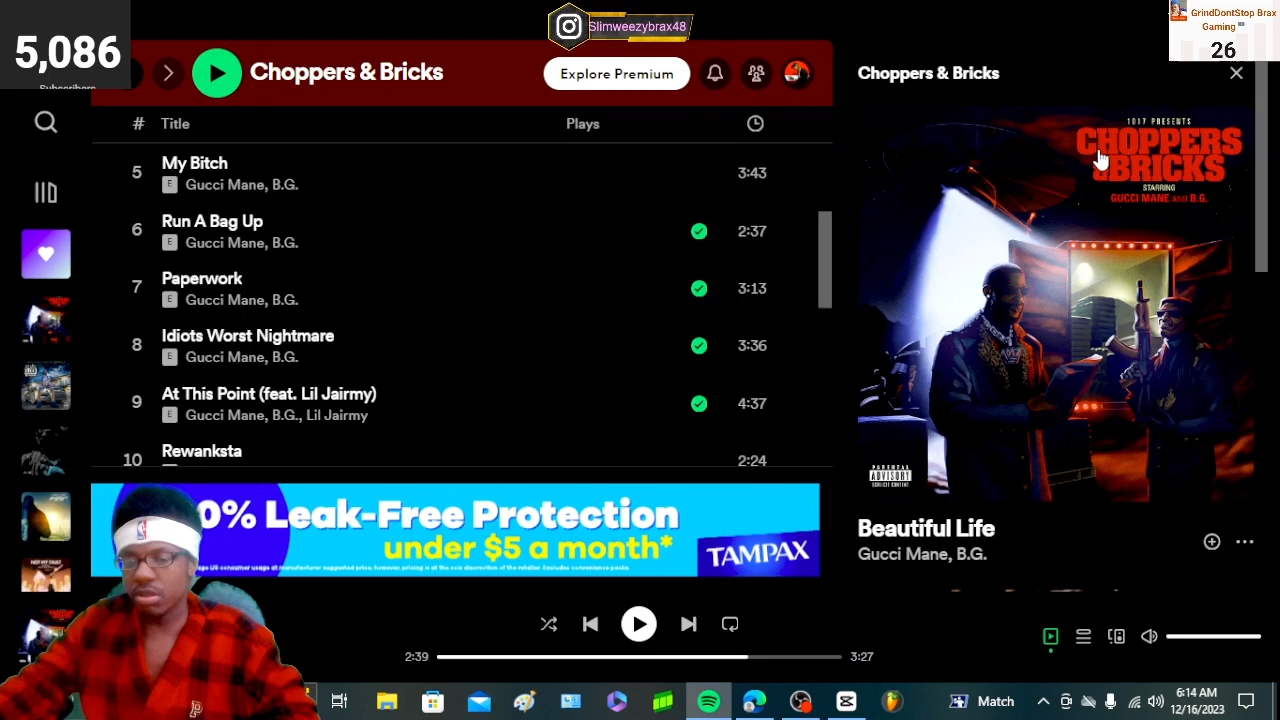 5,086
Subscribers
Slimweezybrax48
GrindDontStop Brax
Gaming
26
Choppers & Bricks
Explore Premium
Choppers & Bricks
# Title Plays
5 My Bitch 3:43
E Gucci Mane, B.G.
6 Run A Bag Up 2:37
E Gucci Mane, B.G.
7 Paperwork 3:13
E Gucci Mane, B.G.
8 Idiots Worst Nightmare 3:36
E Gucci Mane, B.G.
9 At This Point (feat. Lil Jairmy) 4:37
E Gucci Mane, B.G., Lil Jairmy
10 Rewanksta 2:24
1017 PRESENTS
CHOPPERS
&BRICKS
STARRING
GUCCI MANE AND B.G.
PARENTAL
ADVISORY
EXPLICIT CONTENT
Beautiful Life
Gucci Mane, B.G.
0% Leak-Free Protection
under $5 a month*
TAMPAX
2:39 3:27
Match
6:14 AM
12/16/2023